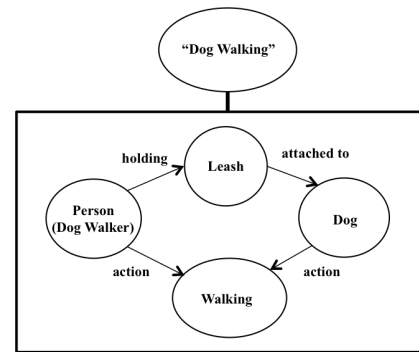 “Dog Walking”
holding
Leash
attached to
Person
(Dog Walker)
Dog
action
action
Walking